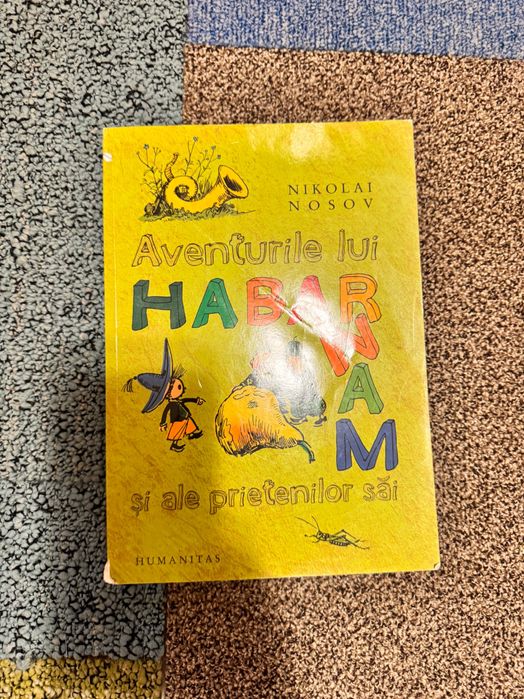 NIKOLAI
NOSOV
Aventurile lui
HABARNAM
și ale prietenilor săi
HUMANITAS